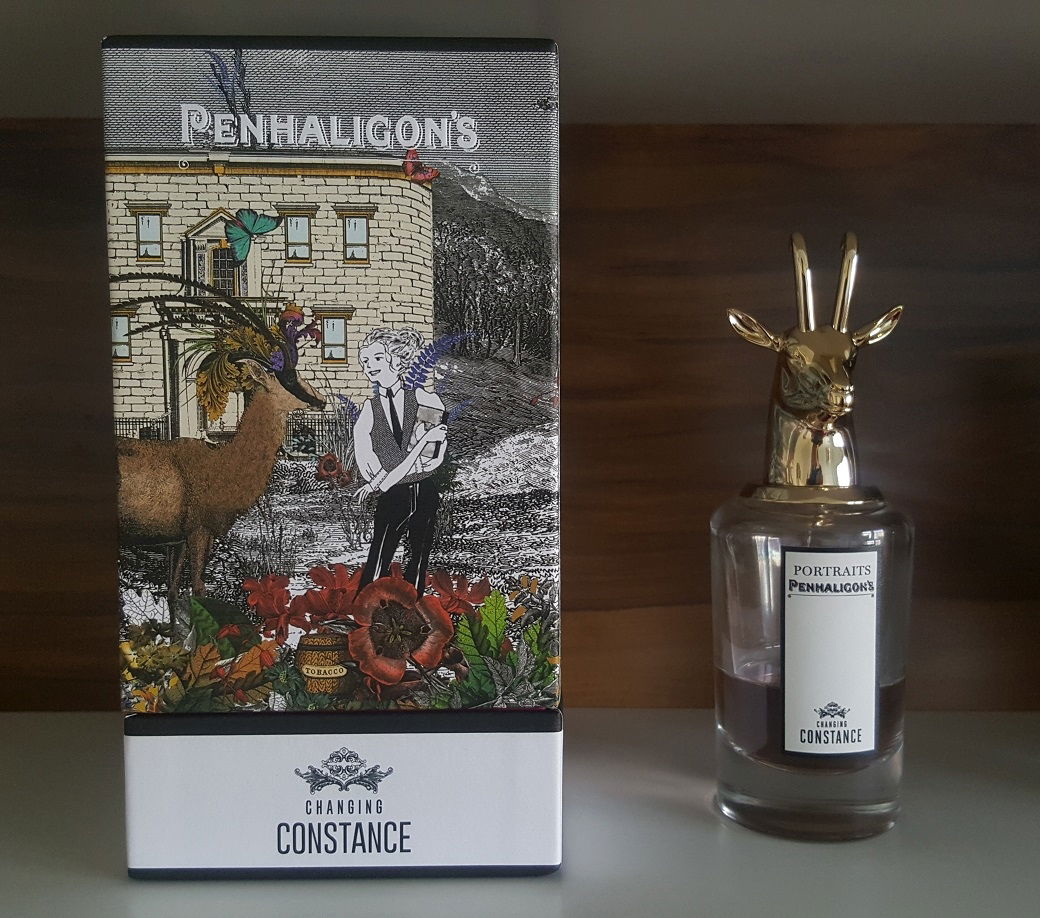 PENHALIGON'S
TOBACCO
CHANGING
CONSTANCE
PORTRAITS
PENHALIGON'S
CHANGING
CONSTANCE